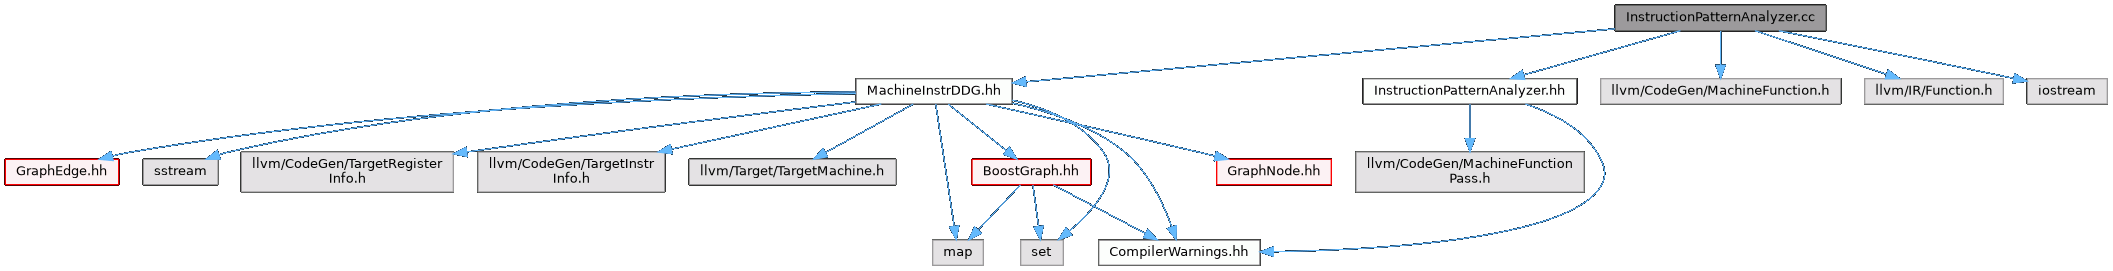 InstructionPatternAnalyzer.cc
MachineInstrDDG.hh
InstructionPatternAnalyzer.hh
llvm/CodeGen/MachineFunction.h
llvm/IR/Function.h
iostream
GraphEdge.hh
sstream
llvm/CodeGen/TargetRegister
Info.h
llvm/CodeGen/TargetInstr
Info.h
llvm/Target/TargetMachine.h
BoostGraph.hh
GraphNode.hh
llvm/CodeGen/MachineFunction
Pass.h
map
set
CompilerWarnings.hh